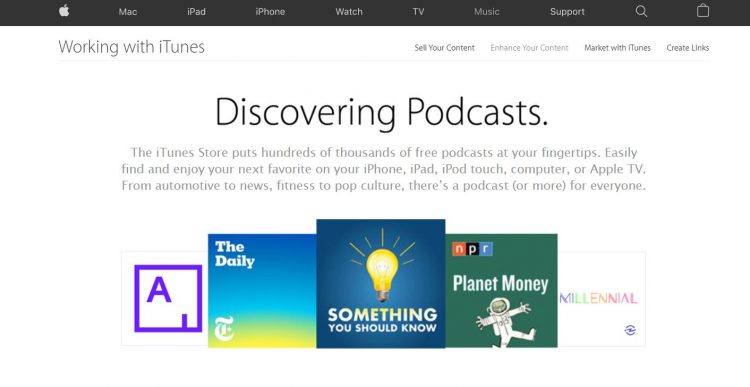 Mac iPad iPhone Watch TV Music Support
Working with iTunes
Sell Your Content Enhance Your Content Market with iTunes Create Links
Discovering Podcasts.
The iTunes Store puts hundreds of thousands of free podcasts at your fingertips. Easily
find and enjoy your next favorite on your iPhone, iPad, iPod touch, computer, or Apple TV.
From automotive to news, fitness to pop culture, there's a podcast (or more) for everyone.
A
The
Daily
T
SOMETHING
YOU SHOULD KNOW
npr
Planet Money
MILLENNIAL